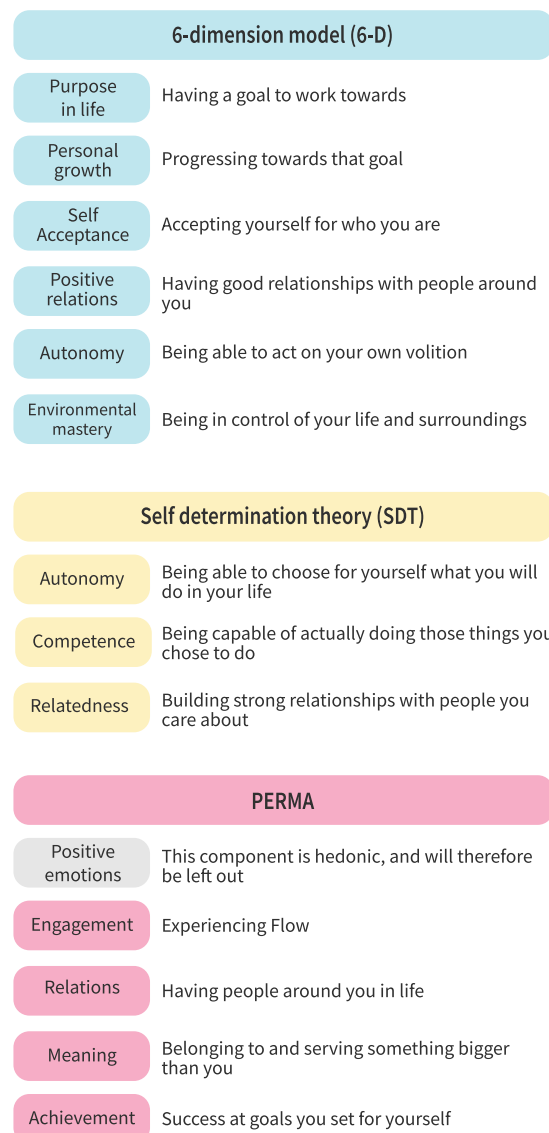 6-dimension model (6-D)
Purpose
in life
Having a goal to work towards
Personal
growth
Progressing towards that goal
Self
Acceptance
Accepting yourself for who you are
Positive
relations
Having good relationships with people around
you
Autonomy
Being able to act on your own volition
Environmental
mastery
Being in control of your life and surroundings
Self determination theory (SDT)
Autonomy
Being able to choose for yourself what you will
do in your life
Competence
Being capable of actually doing those things you
chose to do
Relatedness
Building strong relationships with people you
care about
PERMA
Positive
emotions
This component is hedonic, and will therefore
be left out
Engagement
Experiencing Flow
Relations
Having people around you in life
Meaning
Belonging to and serving something bigger
than you
Achievement
Success at goals you set for yourself